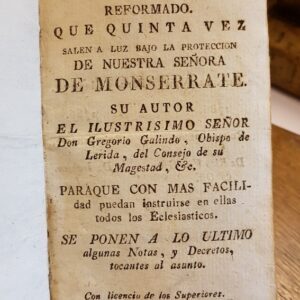 REFORMADO.
QUE QUINTA VEZ
SALEN A LUZ BAJO LA PROTECCION
DE NUESTRA SEÑORA
DE MONSERRATE.
SU AUTOR
EL ILUSTRISIMO SEÑOR
Don Gregorio Galindo, Obispo de
Lerida, del Consejo de su
Magestad, &c.
PARAQUE CON MAS FACILI-
dad puedan instruirse en ellas
todos los Eclesiasticos.
SE PONEN A LO ULTIMO
algunas Notas, y Decretos,
tocantes al asunto.
Con licencia de los Superiores.